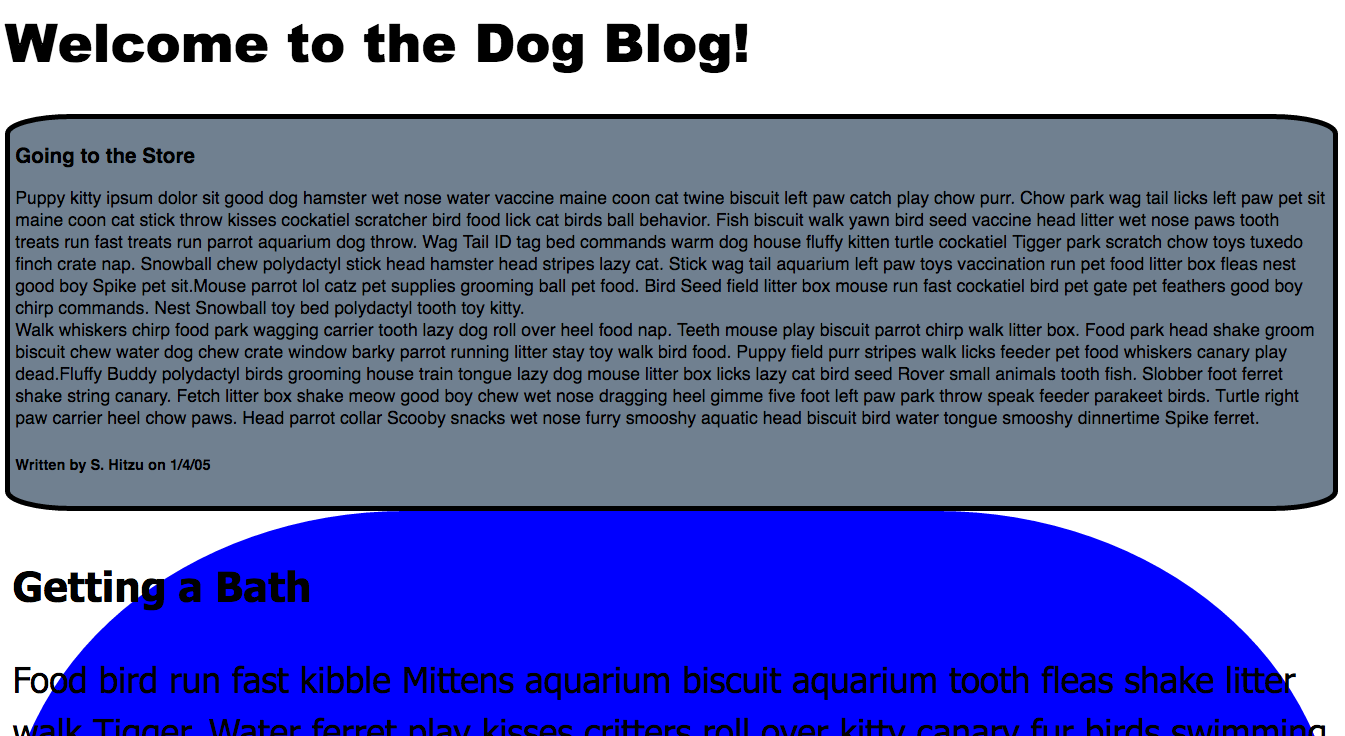 Welcome to the Dog Blog!
Going to the Store
Puppy kitty ipsum dolor sit good dog hamster wet nose water vaccine maine coon cat twine biscuit left paw catch play chow purr. Chow park wag tail licks left paw pet sit
maine coon cat stick throw kisses cockatiel scratcher bird food lick cat birds ball behavior. Fish biscuit walk yawn bird seed vaccine head litter wet nose paws tooth
treats run fast treats run parrot aquarium dog throw. Wag Tail ID tag bed commands warm dog house fluffy kitten turtle cockatiel Tigger park scratch chow toys tuxedo
finch crate nap. Snowball chew polydactyl stick head hamster head stripes lazy cat. Stick wag tail aquarium left paw toys vaccination run pet food litter box fleas nest
good boy Spike pet sit.Mouse parrot lol catz pet supplies grooming ball pet food. Bird Seed field litter box mouse run fast cockatiel bird pet gate pet feathers good boy
chirp commands. Nest Snowball toy bed polydactyl tooth toy kitty.
Walk whiskers chirp food park wagging carrier tooth lazy dog roll over heel food nap. Teeth mouse play biscuit parrot chirp walk litter box. Food park head shake groom
biscuit chew water dog chew crate window barky parrot running litter stay toy walk bird food. Puppy field purr stripes walk licks feeder pet food whiskers canary play
dead.Fluffy Buddy polydactyl birds grooming house train tongue lazy dog mouse litter box licks lazy cat bird seed Rover small animals tooth fish. Slobber foot ferret
shake string canary. Fetch litter box shake meow good boy chew wet nose dragging heel gimme five foot left paw park throw speak feeder parakeet birds. Turtle right
paw carrier heel chow paws. Head parrot collar Scooby snacks wet nose furry smooshy aquatic head biscuit bird water tongue smooshy dinnertime Spike ferret.
Written by S. Hitzu on 1/4/05
Getting a Bath
Food bird run fast kibble Mittens aquarium biscuit aquarium tooth fleas shake litter
walk Tigger. Water ferret play kisses critters roll over kitty canary fur birds swimming